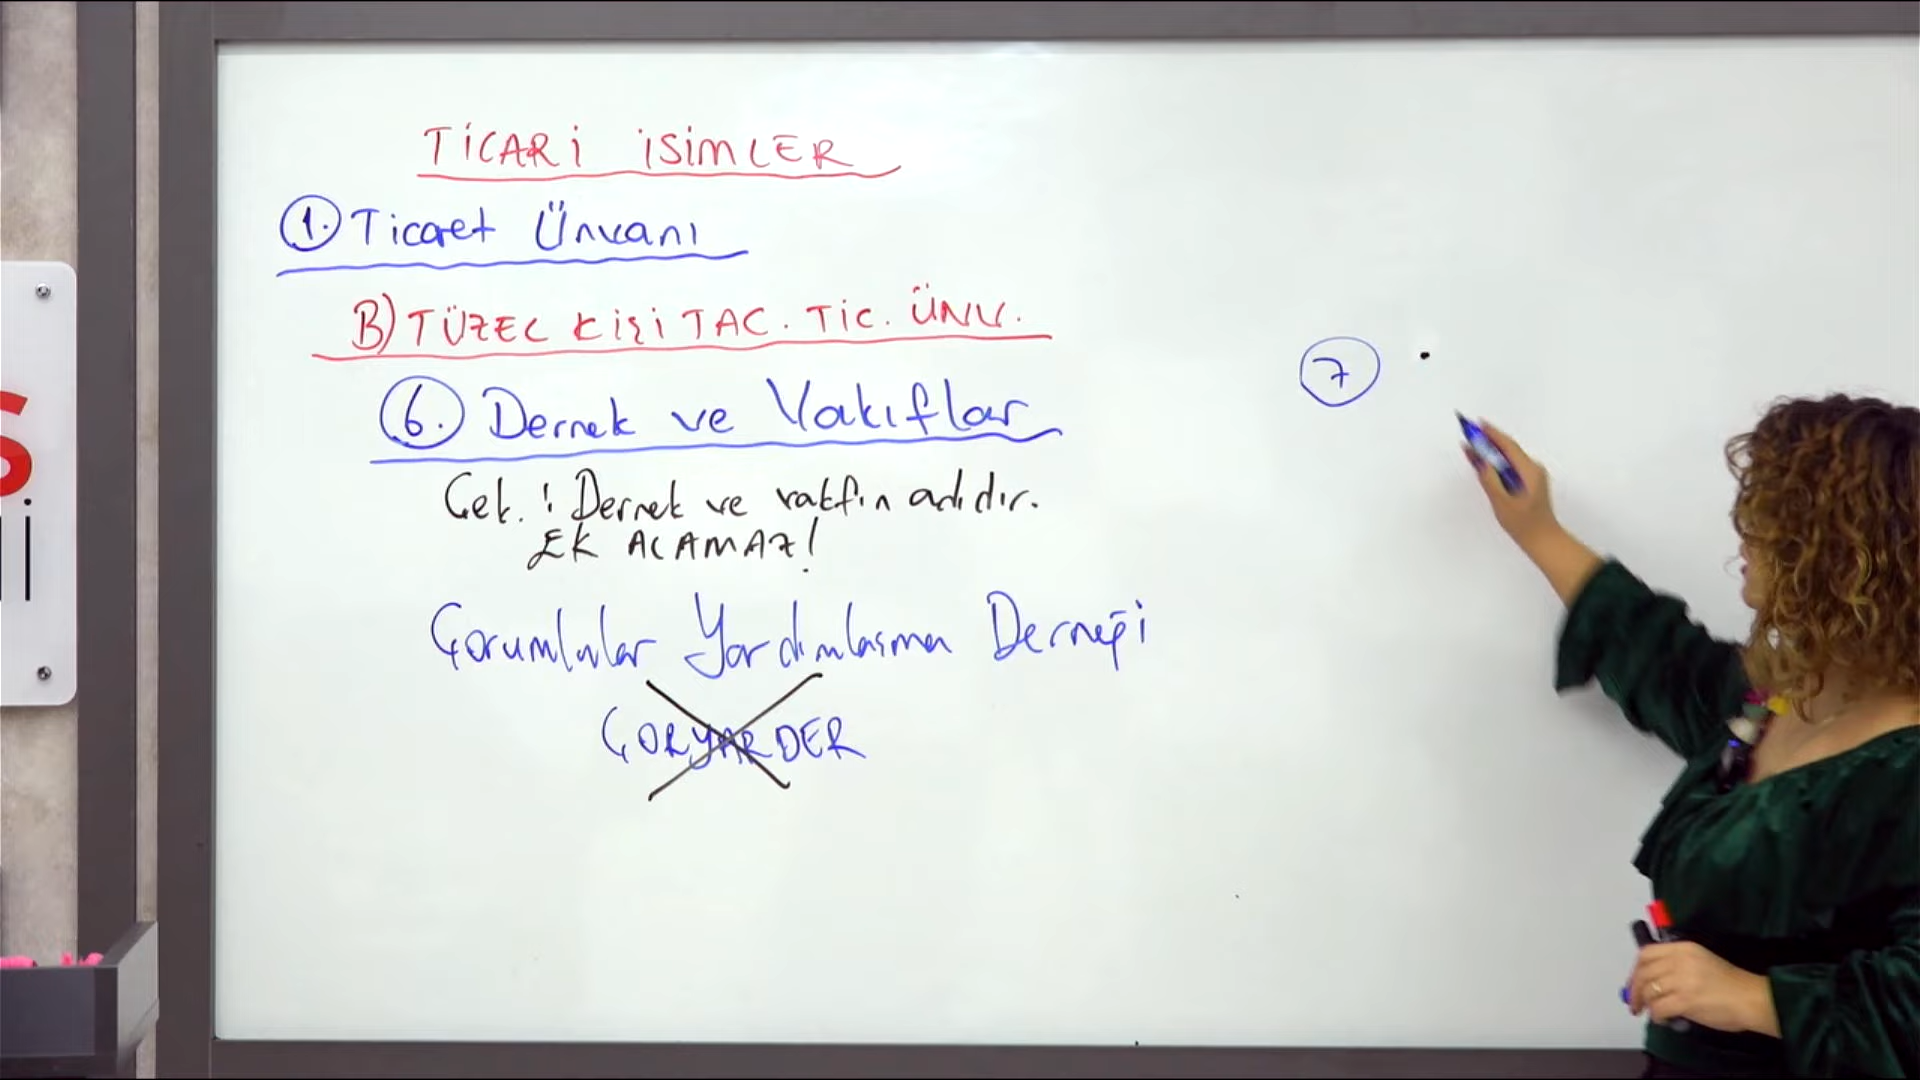 TİCARİ İSİMLER
1. Ticaret Ünvanı
B) TÜZEL KİŞİ TAC. TİC. ÜNV.
6. Dernek ve Vakıflar
Çek. : Dernek ve vakfın adıdır.
EK ALAMAZ!
Çorumlular Yardımlaşma Derneği
ÇORYARDER
7